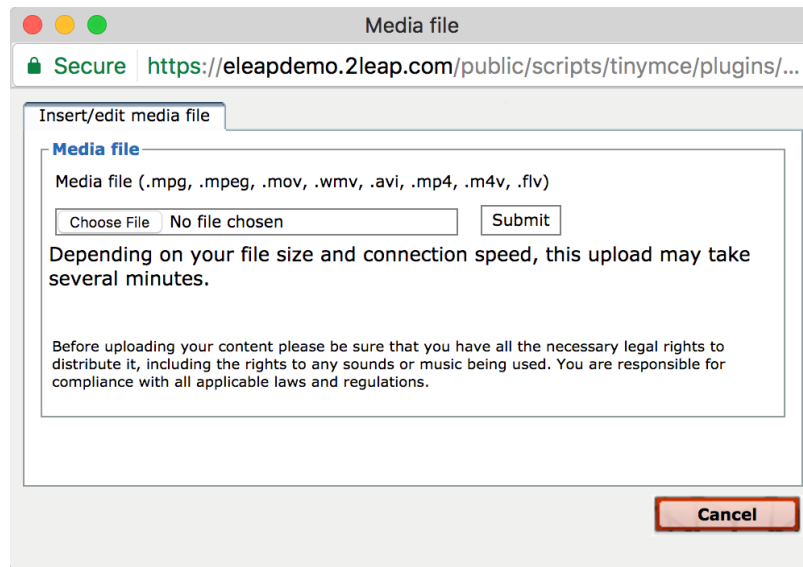 Media file
Secure https://eleapdemo.2leap.com/public/scripts/tinymce/plugins/...
Insert/edit media file
Media file
Media file (.mpg, .mpeg, .mov, .wmv, .avi, .mp4, .m4v, .flv)
Choose File No file chosen Submit
Depending on your file size and connection speed, this upload may take
several minutes.
Before uploading your content please be sure that you have all the necessary legal rights to
distribute it, including the rights to any sounds or music being used. You are responsible for
compliance with all applicable laws and regulations.
Cancel